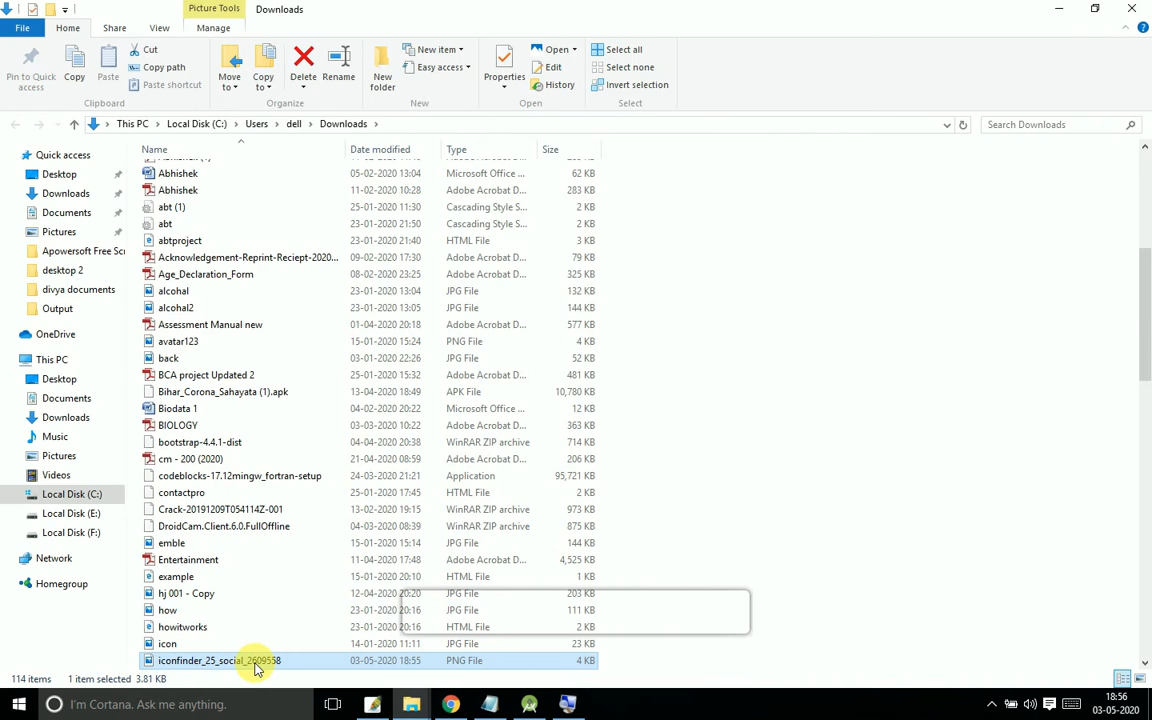 Picture Tools
Downloads
File
Home
Share
View
Manage
Pin to Quick access
Copy
Paste
Cut
Copy path
Paste shortcut
Clipboard
Move to
Copy to
Delete
Rename
Organize
New folder
New item
Easy access
New
Properties
Open
Edit
History
Open
Select all
Select none
Invert selection
Select
This PC
Local Disk (C:)
Users
dell
Downloads
Search Downloads
Quick access
Desktop
Downloads
Documents
Pictures
Apowersoft Free Scr
desktop 2
divya documents
Output
OneDrive
This PC
Desktop
Documents
Downloads
Music
Pictures
Videos
Local Disk (C:)
Local Disk (E:)
Local Disk (F:)
Network
Homegroup
Name Date modified Type Size
Abhishek 05-02-2020 13:04 Microsoft Office ... 62 KB
Abhishek 11-02-2020 10:28 Adobe Acrobat D... 283 KB
abt (1) 25-01-2020 11:30 Cascading Style S... 2 KB
abt 23-01-2020 21:50 Cascading Style S... 2 KB
abtproject 23-01-2020 21:40 HTML File 3 KB
Acknowledgement-Reprint-Reciept-2020... 09-02-2020 17:30 Adobe Acrobat D... 79 KB
Age_Declaration_Form 08-02-2020 23:25 Adobe Acrobat D... 325 KB
alcohal 23-01-2020 13:04 JPG File 132 KB
alcohal2 23-01-2020 13:05 JPG File 144 KB
Assessment Manual new 01-04-2020 20:18 Adobe Acrobat D... 577 KB
avatar123 15-01-2020 15:24 PNG File 4 KB
back 03-01-2020 22:26 JPG File 52 KB
BCA project Updated 2 25-01-2020 15:32 Adobe Acrobat D... 481 KB
Bihar_Corona_Sahayata (1).apk 13-04-2020 18:49 APK File 10,780 KB
Biodata 1 04-02-2020 20:22 Microsoft Office ... 12 KB
BIOLOGY 03-03-2020 10:22 Adobe Acrobat D... 363 KB
bootstrap-4.4.1-dist 04-04-2020 20:38 WinRAR ZIP archive 714 KB
cm - 200 (2020) 21-04-2020 08:59 Adobe Acrobat D... 206 KB
codeblocks-17.12mingw_fortran-setup 24-03-2020 21:21 Application 95,721 KB
contactpro 25-01-2020 17:45 HTML File 2 KB
Crack-20191209T054114Z-001 13-02-2020 19:15 WinRAR ZIP archive 973 KB
DroidCam.Client.6.0.FullOffline 04-03-2020 08:39 WinRAR ZIP archive 875 KB
emble 15-01-2020 15:14 JPG File 144 KB
Entertainment 11-04-2020 17:48 Adobe Acrobat D... 4,525 KB
example 15-01-2020 20:10 HTML File 1 KB
hj 001 - Copy 12-04-2020 20:20 JPG File 203 KB
how 23-01-2020 20:16 JPG File 111 KB
howitworks 23-01-2020 20:16 HTML File 2 KB
icon 14-01-2020 11:11 JPG File 23 KB
iconfinder_25_social_2609558 03-05-2020 18:55 PNG File 4 KB
114 items 1 item selected 3.81 KB
I'm Cortana. Ask me anything.
18:56
03-05-2020